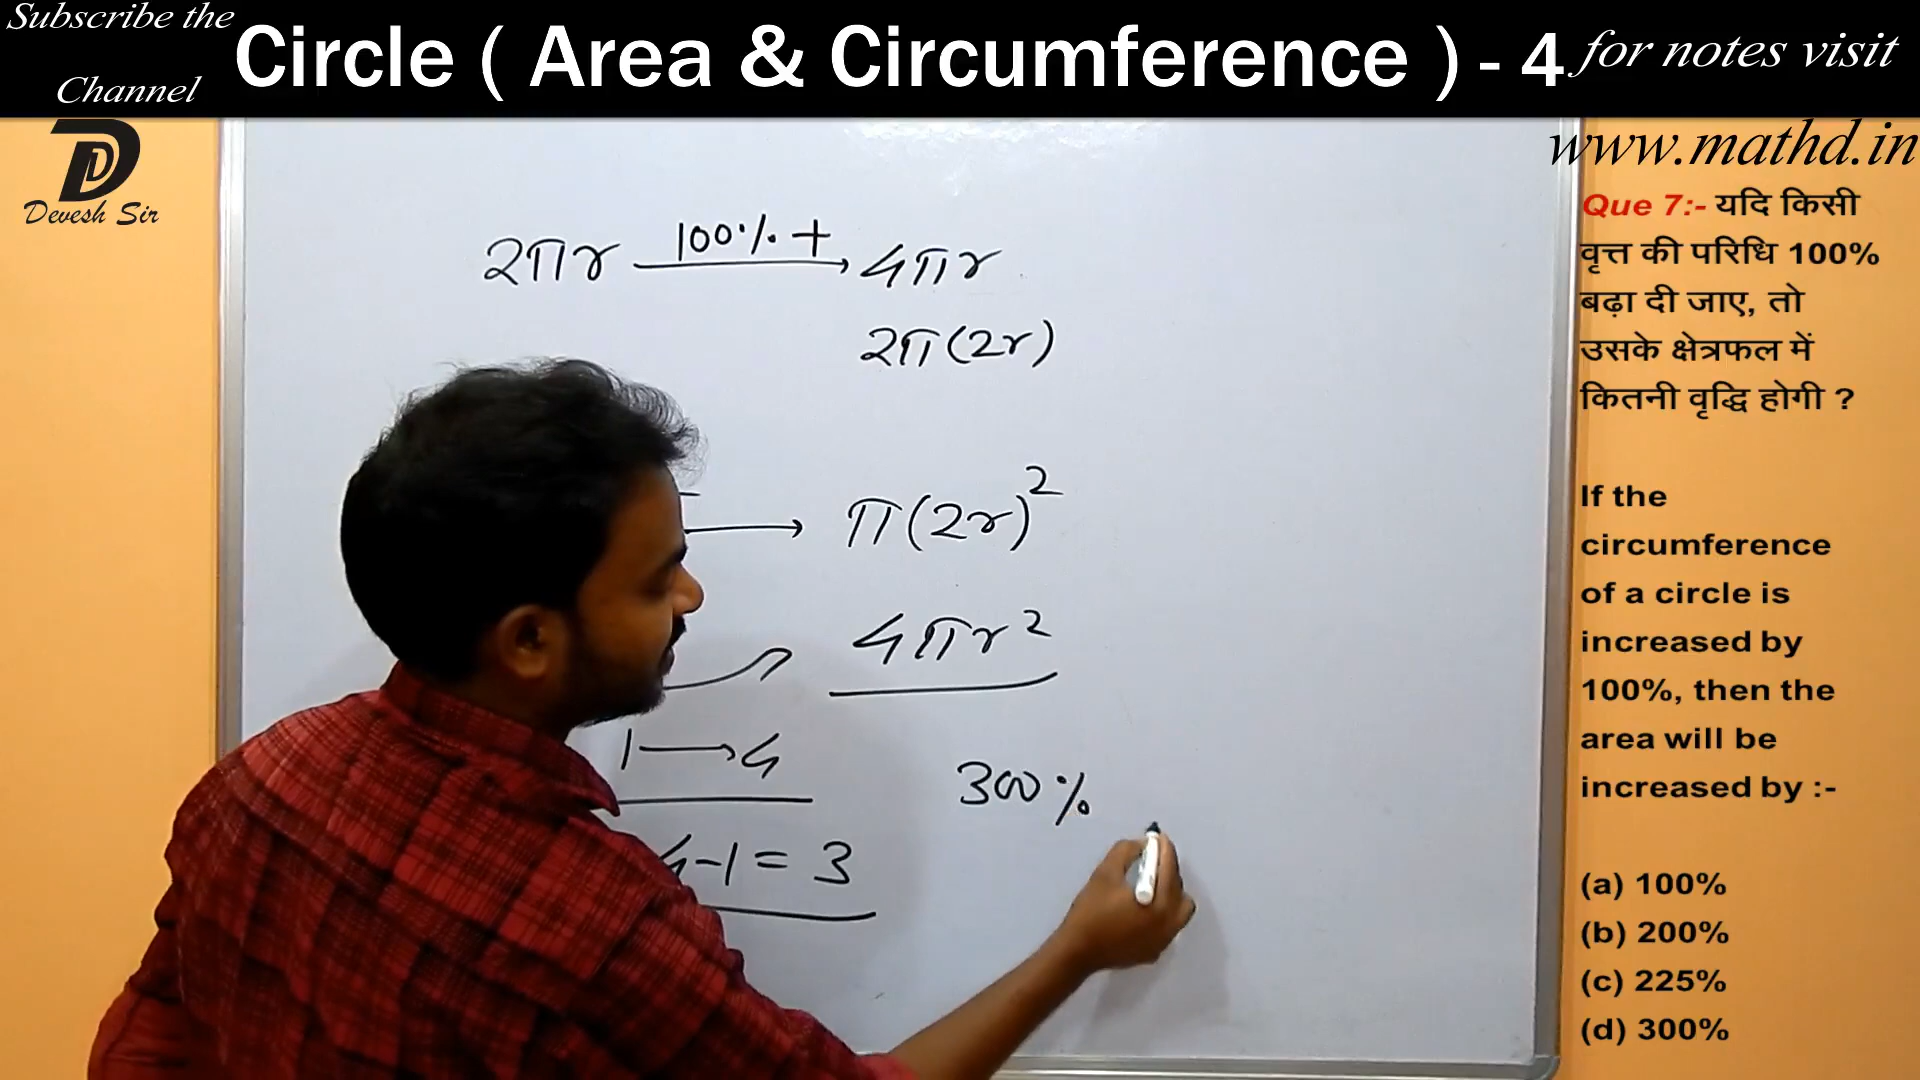 Subscribe the
Channel
Circle ( Area & Circumference ) - 4
for notes visit
www.mathd.in
D
Devesh Sir
2πr 100%+ → 4πr
2π(2r)
→ π(2r)²
4πr²
1 → 4
300%
4-1 = 3
Que 7:- यदि किसी
वृत्त की परिधि 100%
बढ़ा दी जाए, तो
उसके क्षेत्रफल में
कितनी वृद्धि होगी ?
If the
circumference
of a circle is
increased by
100%, then the
area will be
increased by :-
(a) 100%
(b) 200%
(c) 225%
(d) 300%